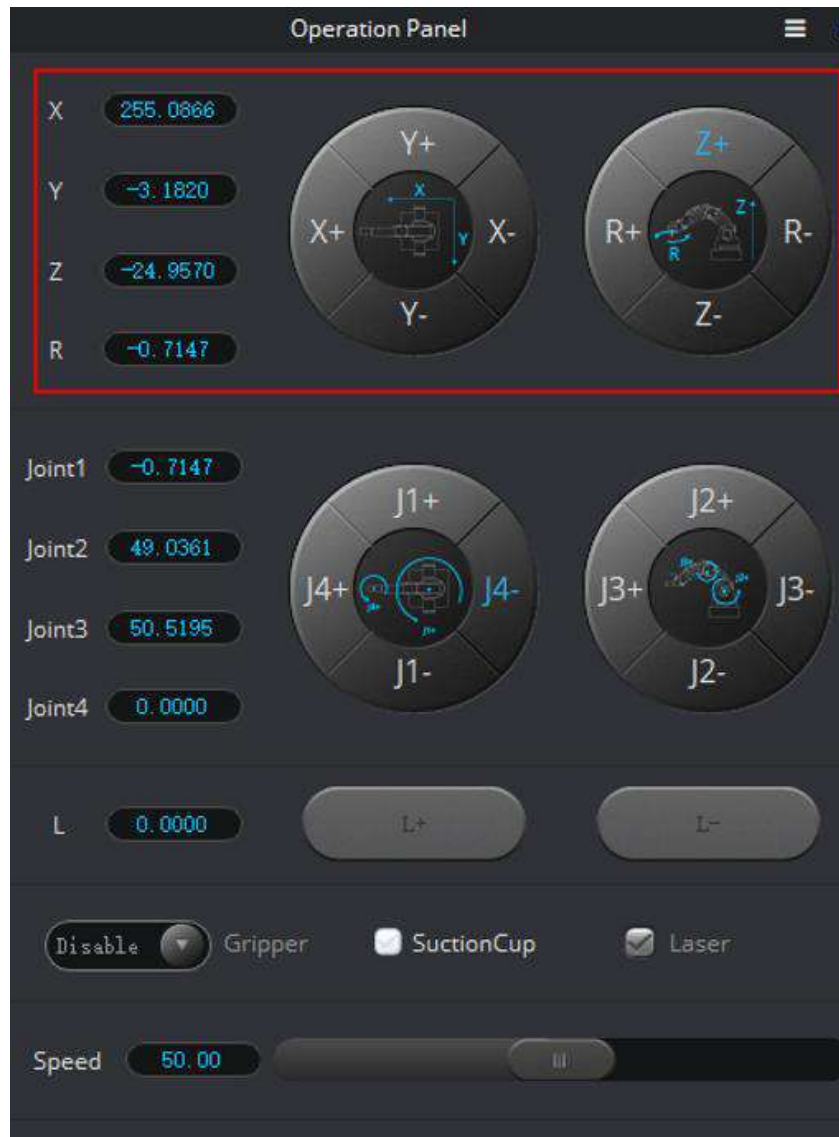 Operation Panel
X 255.0866
Y -3.1820
Z -24.9570
R -0.7147
Y+
X+ X-
Y-
X
Y
Z+
R+ R-
Z-
Z
R
Joint1 -0.7147
Joint2 49.0361
Joint3 50.5195
Joint4 0.0000
J1+
J4+ J4-
J1-
J2+
J3+ J3-
J2-
L 0.0000 L+ L-
Disable Gripper SuctionCup Laser
Speed 50.00